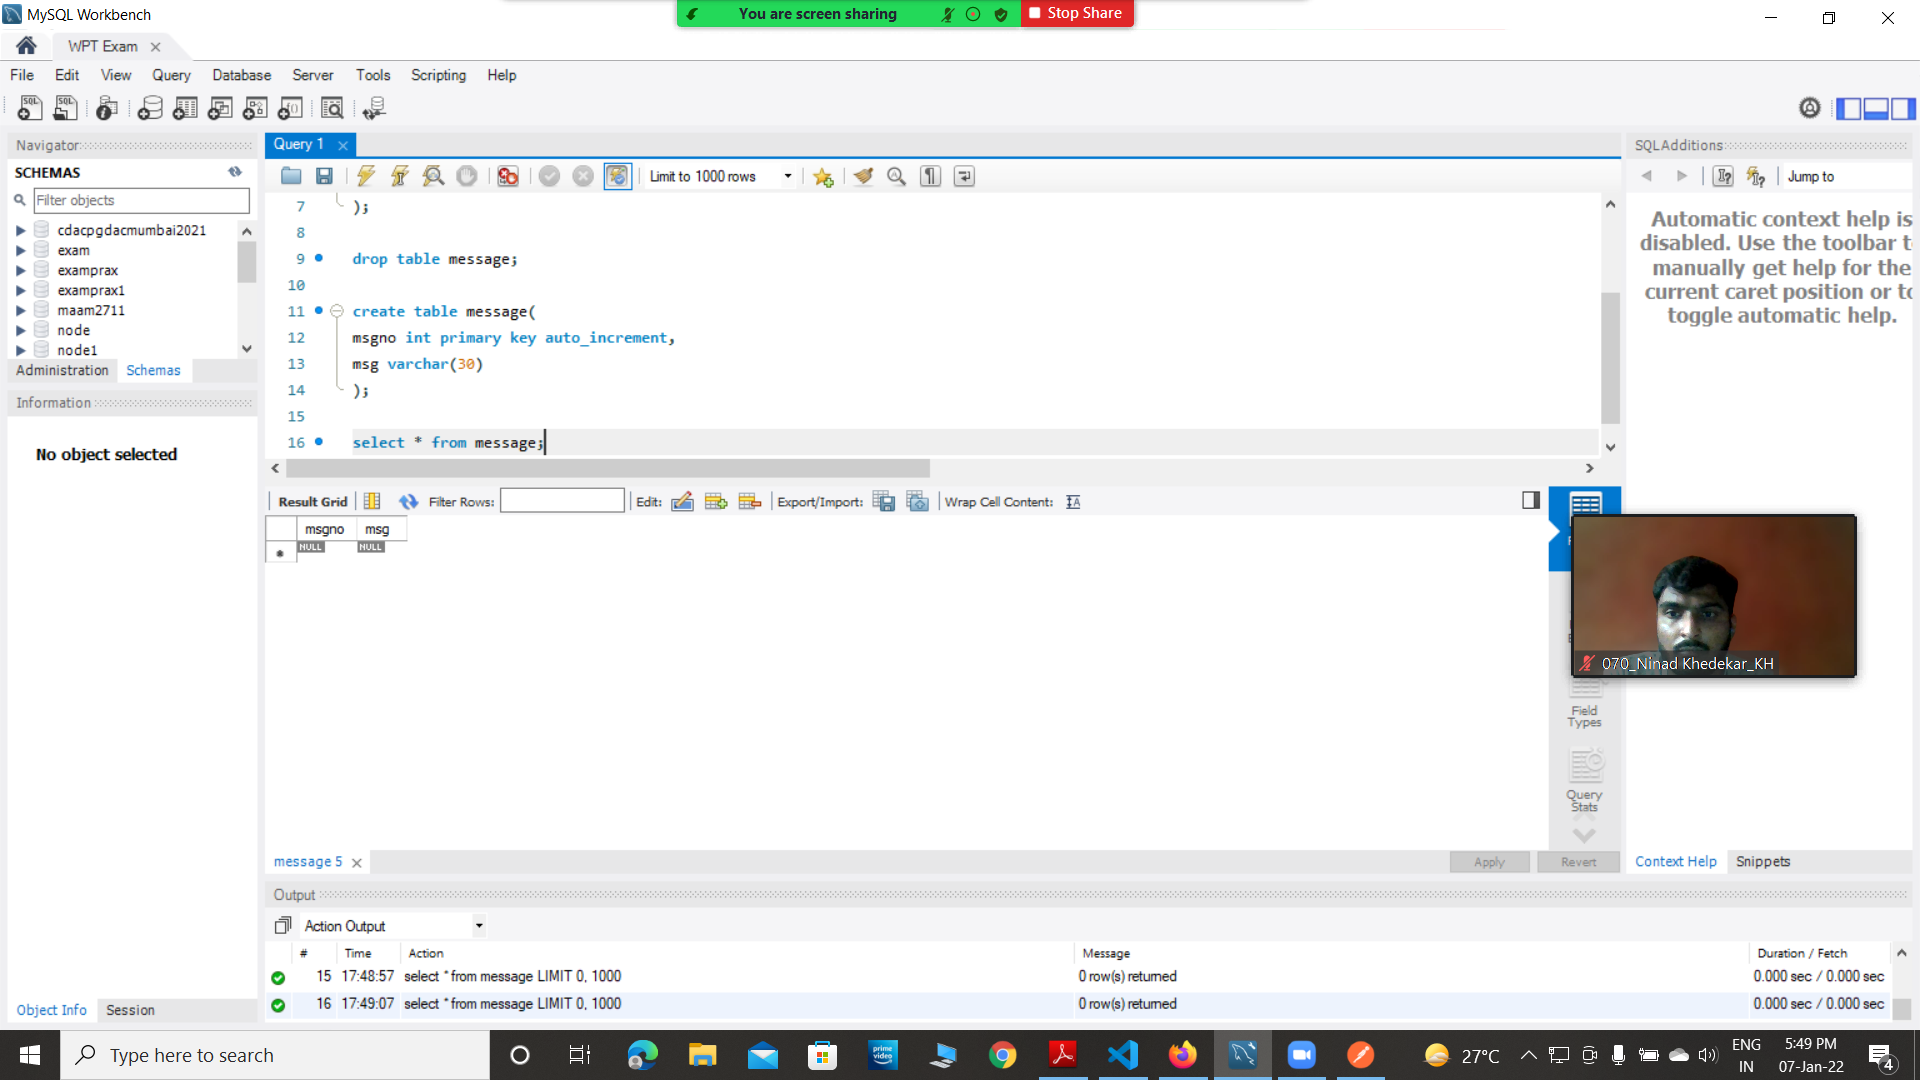 MySQL Workbench
You are screen sharing
Stop Share
WPT Exam
File Edit View Query Database Server Tools Scripting Help
Navigator
SCHEMAS
Filter objects
cdacpgdacmumbai2021
exam
examprax
examprax1
maam2711
node
node1
Administration Schemas
Information
No object selected
Object Info Session
Query 1
Limit to 1000 rows
7 );
8
9 drop table message;
10
11 create table message(
12 msgno int primary key auto_increment,
13 msg varchar(30)
14 );
15
16 select * from message;
Result Grid Filter Rows: Edit: Export/Import: Wrap Cell Content:
msgno msg
NULL NULL
Field
Types
Query
Stats
070_Ninad Khedekar_KH
message 5
Apply Revert
SQLAdditions
Jump to
Automatic context help is
disabled. Use the toolbar
manually get help for the
current caret position or to
toggle automatic help.
Context Help Snippets
Output
Action Output
# Time Action Message Duration / Fetch
15 17:48:57 select * from message LIMIT 0, 1000 0 row(s) returned 0.000 sec / 0.000 sec
16 17:49:07 select * from message LIMIT 0, 1000 0 row(s) returned 0.000 sec / 0.000 sec
Type here to search
prime
video
27°C
ENG
IN
5:49 PM
07-Jan-22
4